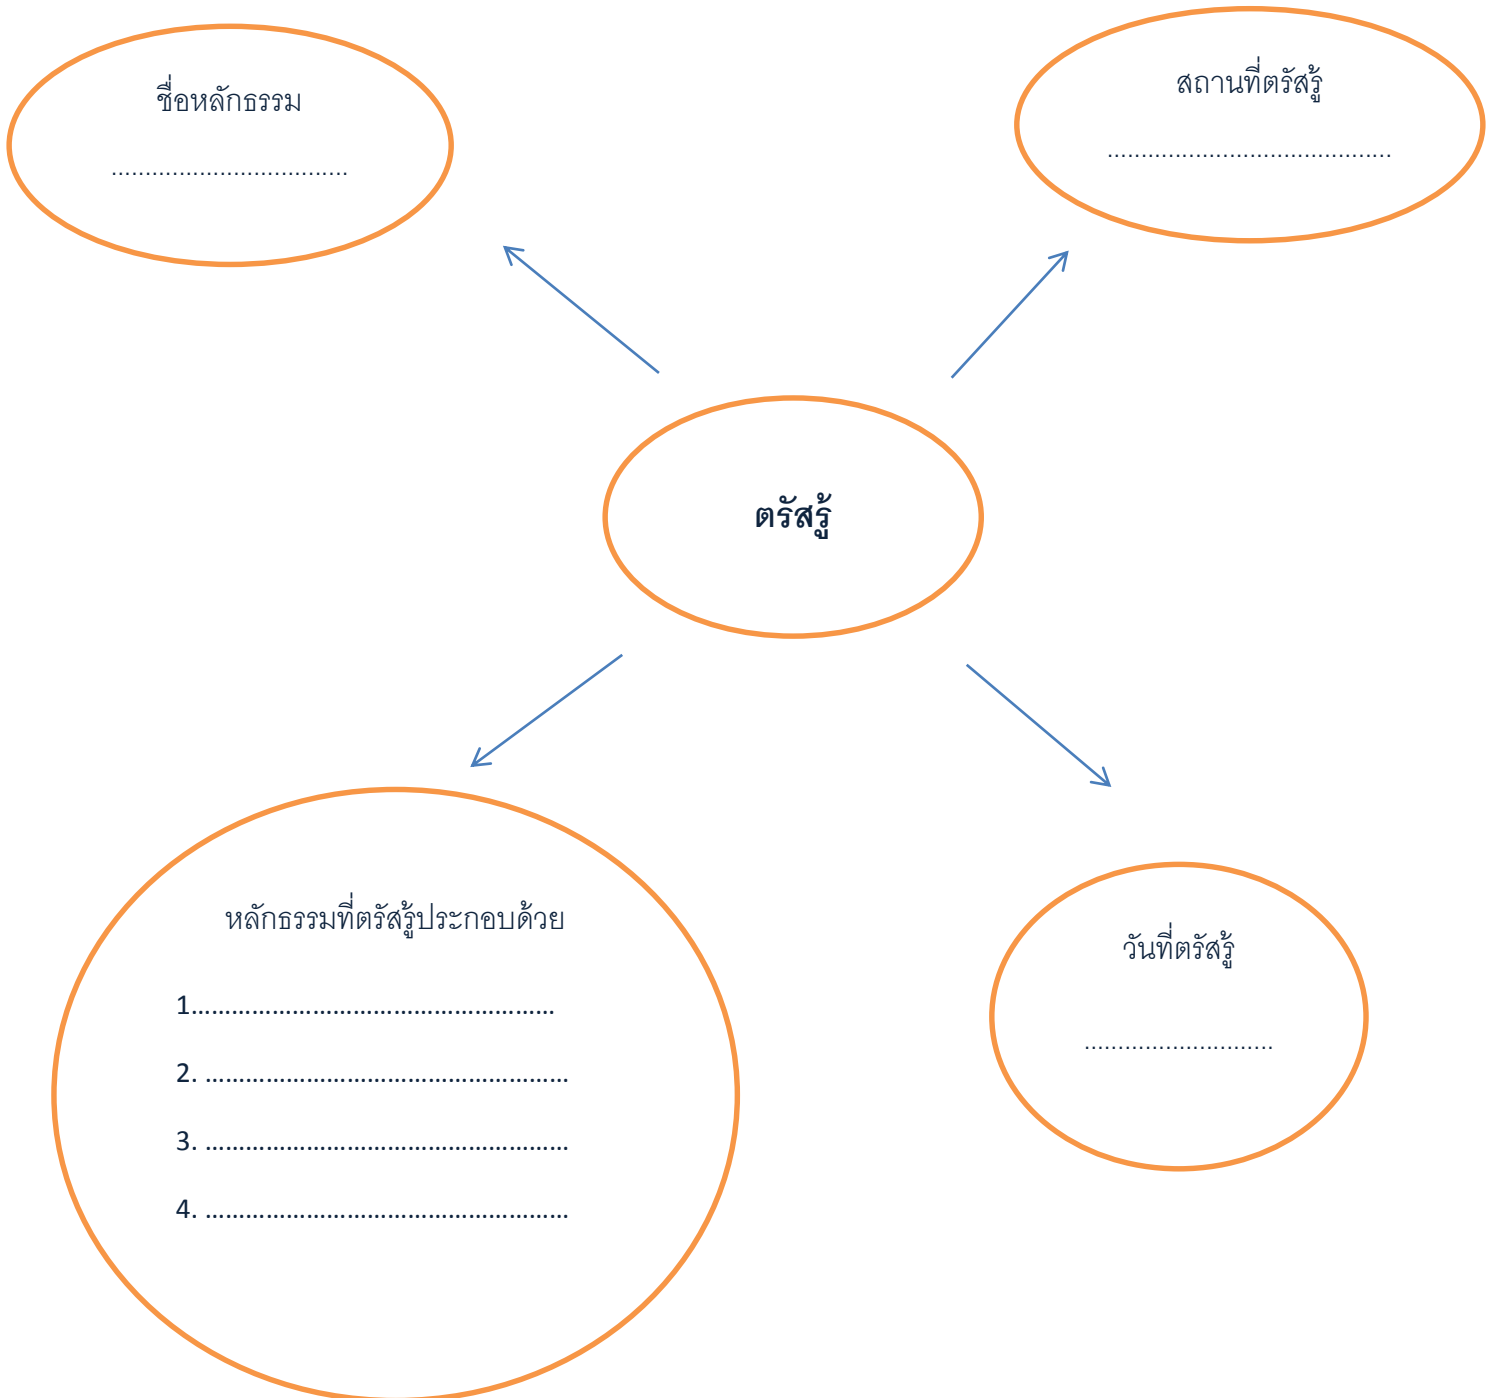 ชื่อหลักธรรม
...................................
สถานที่ตรัสรู้
..........................................
ตรัสรู้
หลักธรรมที่ตรัสรู้ประกอบด้วย
1......................................................
2. ......................................................
3. ......................................................
4. ......................................................
วันที่ตรัสรู้
............................